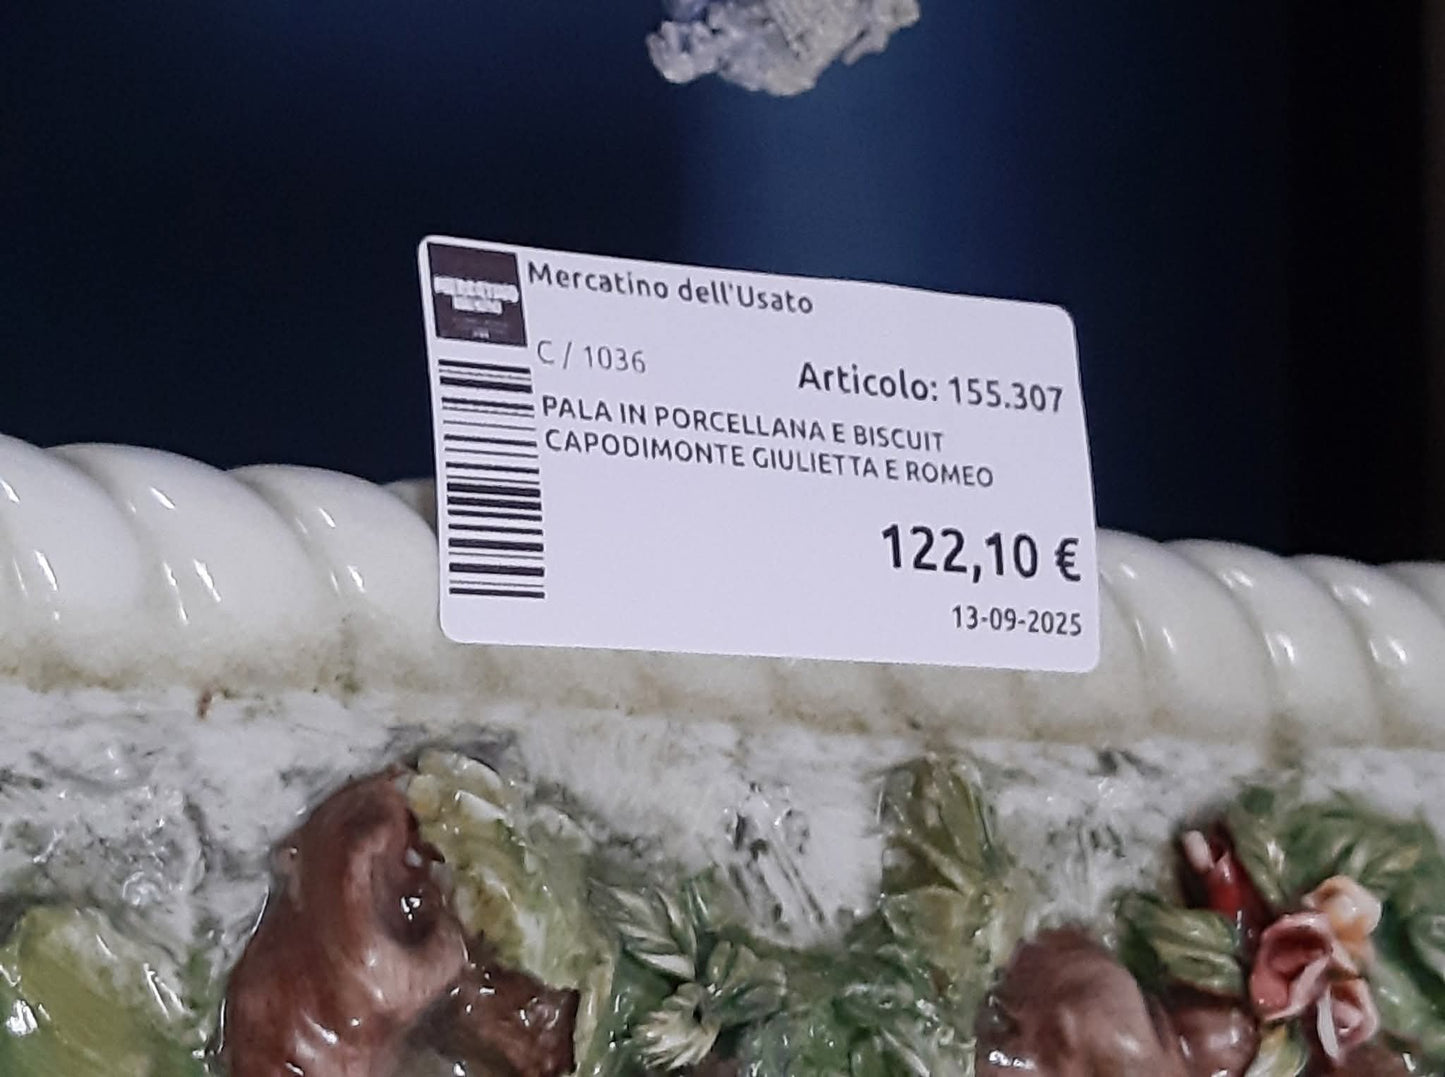 Mercatino dell'Usato
C / 1036
Articolo: 155.307
PALA IN PORCELLANA E BISCUIT
CAPODIMONTE GIULIETTA E ROMEO
122,10 €
13-09-2025